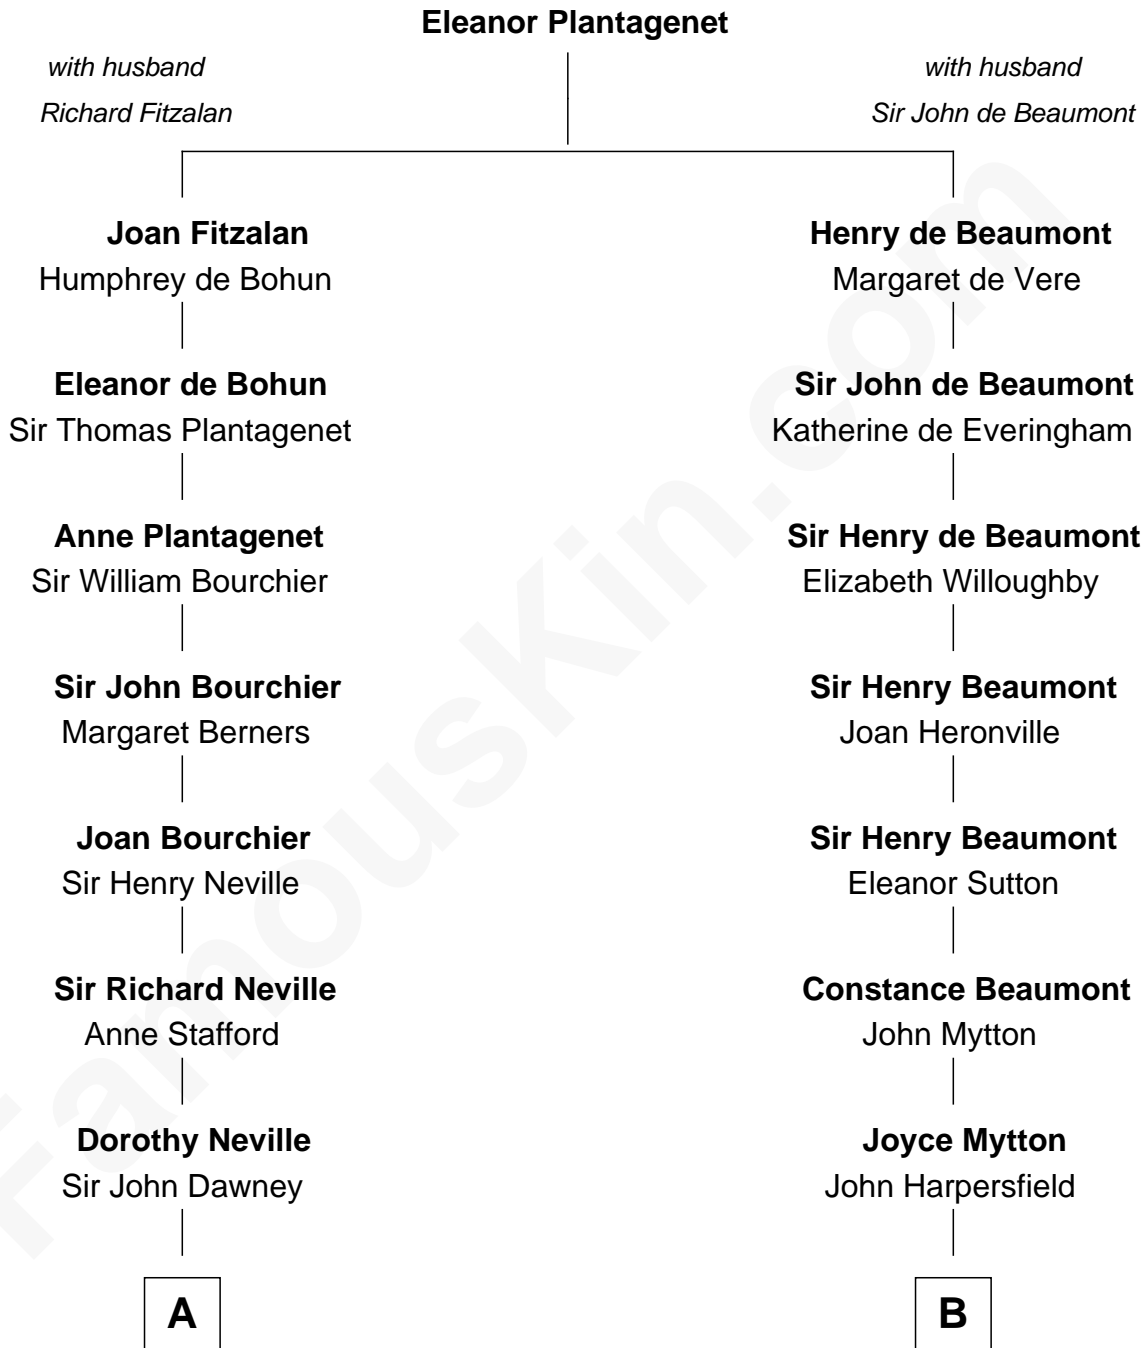 Eleanor Plantagenet
with husband
Richard Fitzalan
with husband
Sir John de Beaumont
Joan Fitzalan
Humphrey de Bohun
Henry de Beaumont
Margaret de Vere
Eleanor de Bohun
Sir Thomas Plantagenet
Sir John de Beaumont
Katherine de Everingham
Anne Plantagenet
Sir William Bourchier
Sir Henry de Beaumont
Elizabeth Willoughby
Sir John Bourchier
Margaret Berners
Sir Henry Beaumont
Joan Heronville
Joan Bourchier
Sir Henry Neville
Sir Henry Beaumont
Eleanor Sutton
Sir Richard Neville
Anne Stafford
Constance Beaumont
John Mytton
Dorothy Neville
Sir John Dawney
Joyce Mytton
John Harpersfield
A
B
FamousKin.com